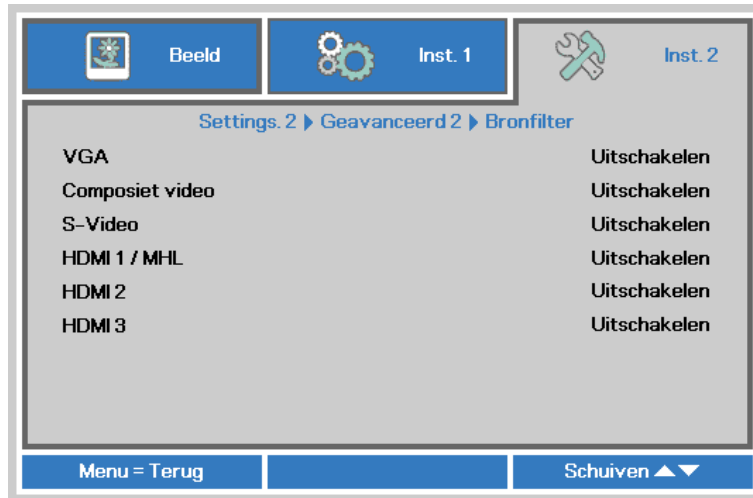 Beeld
Inst. 1
Inst. 2
Settings. 2 ▶ Geavanceerd 2 ▶ Bronfilter
VGA Uitschakelen
Composiet video Uitschakelen
S-Video Uitschakelen
HDMI 1 / MHL Uitschakelen
HDMI 2 Uitschakelen
HDMI 3 Uitschakelen
Menu = Terug
Schuiven ▲▼